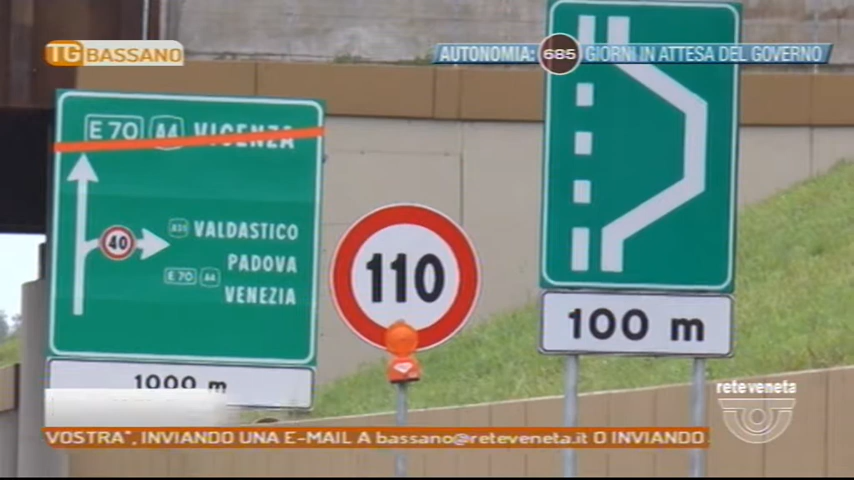 TG BASSANO
AUTONOMIA: 685 GIORNI IN ATTESA DEL GOVERNO
E 70 A4 VICENZA
40
A31 VALDASTICO
PADOVA
E 70 A4
VENEZIA
1000 m
110
100 m
reteveneta
VOSTRA", INVIANDO UNA E-MAIL A bassano@reteveneta.it O INVIANDO